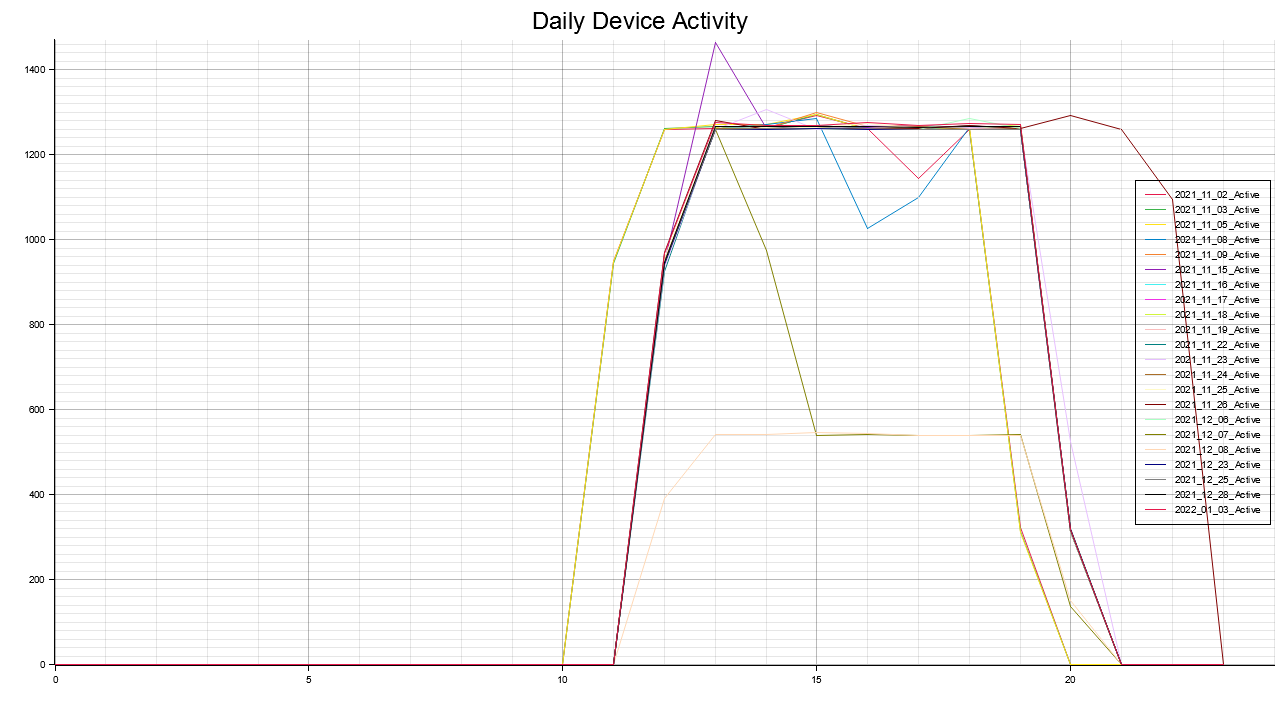 Daily Device Activity
1400
1200
1000
800
600
400
200
0
0 5 10 15 20
2021_11_02_Active
2021_11_03_Active
2021_11_05_Active
2021_11_08_Active
2021_11_09_Active
2021_11_15_Active
2021_11_16_Active
2021_11_17_Active
2021_11_18_Active
2021_11_19_Active
2021_11_22_Active
2021_11_23_Active
2021_11_24_Active
2021_11_25_Active
2021_11_26_Active
2021_12_06_Active
2021_12_07_Active
2021_12_08_Active
2021_12_23_Active
2021_12_25_Active
2021_12_28_Active
2022_01_03_Active